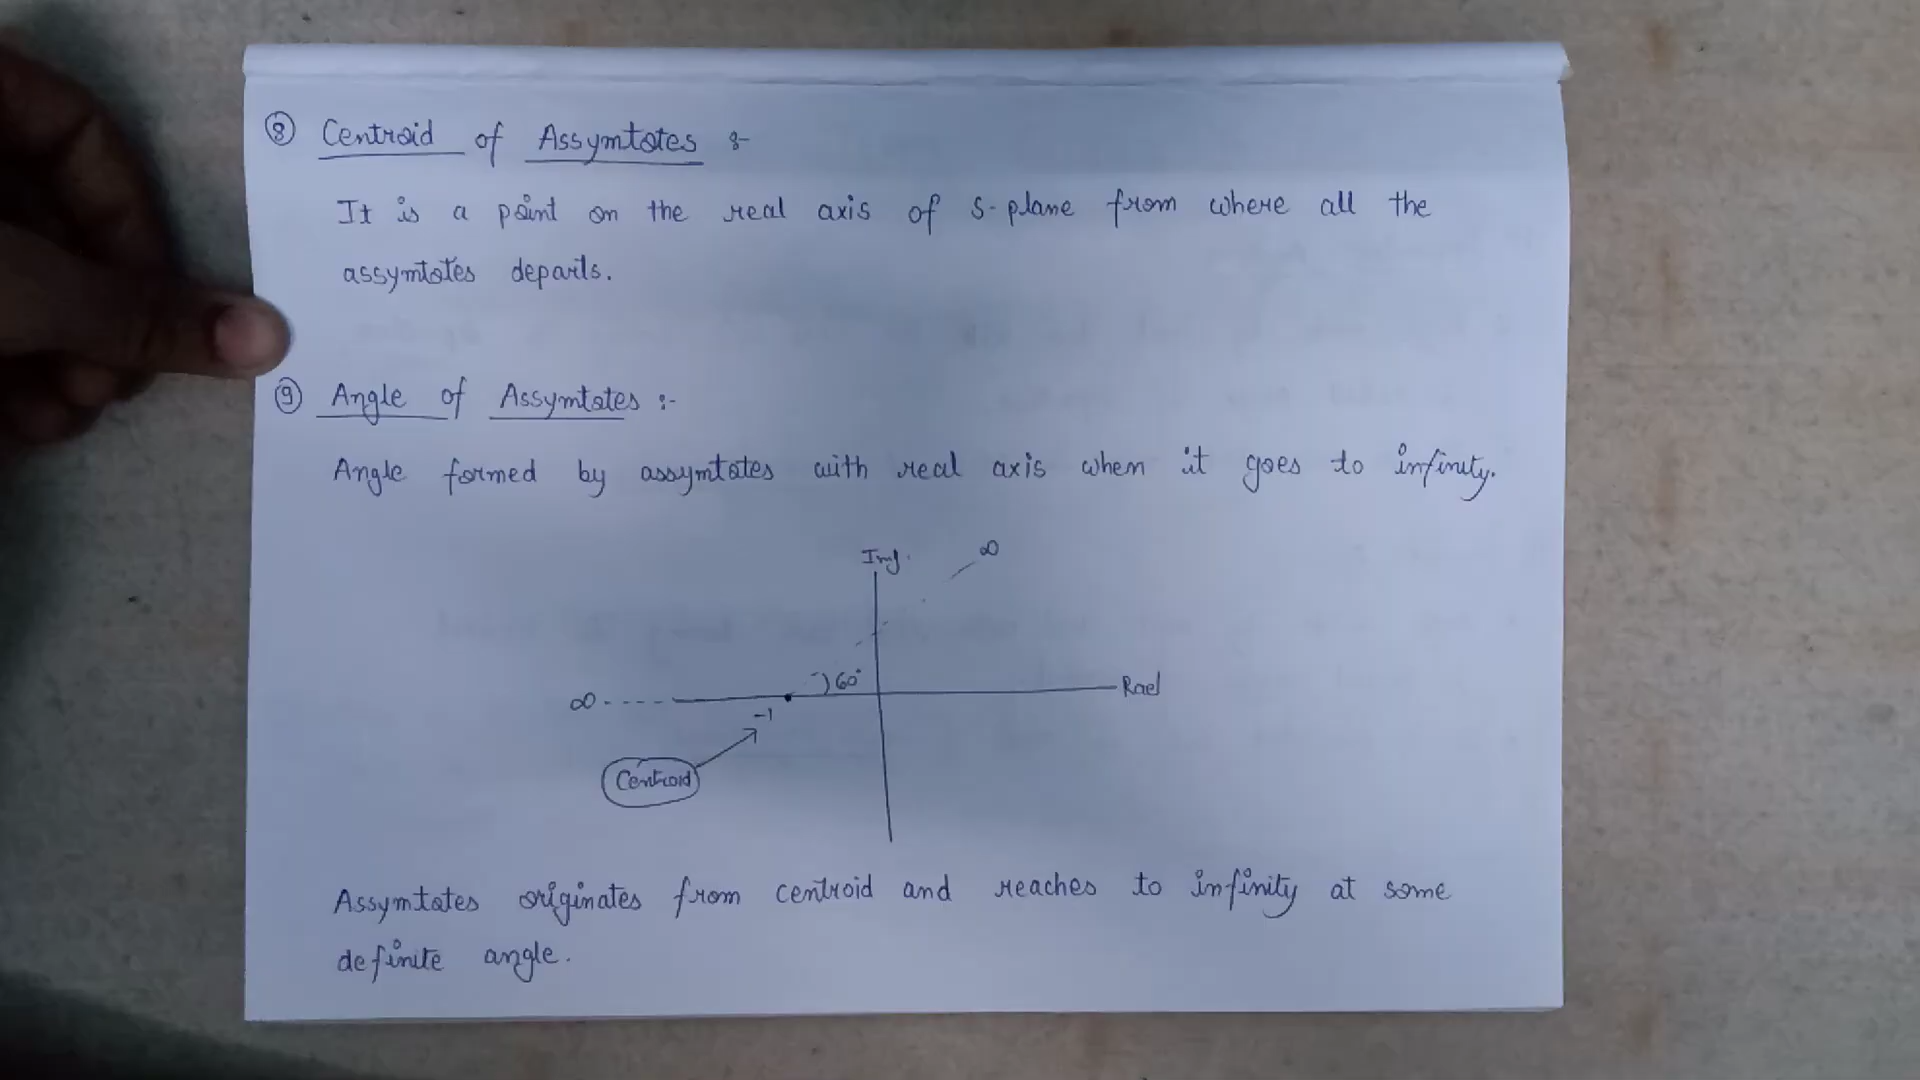 ⑧ Centroid of Assymtotes :-
It is a point on the real axis of S-plane from where all the
assymtotes departs.
⑨ Angle of Assymtotes :-
Angle formed by assymtotes with real axis when it goes to infinity.
Img.
∞
60°
∞
Rael
-1
Centroid
Assymtotes originates from centroid and reaches to infinity at some
definite angle.